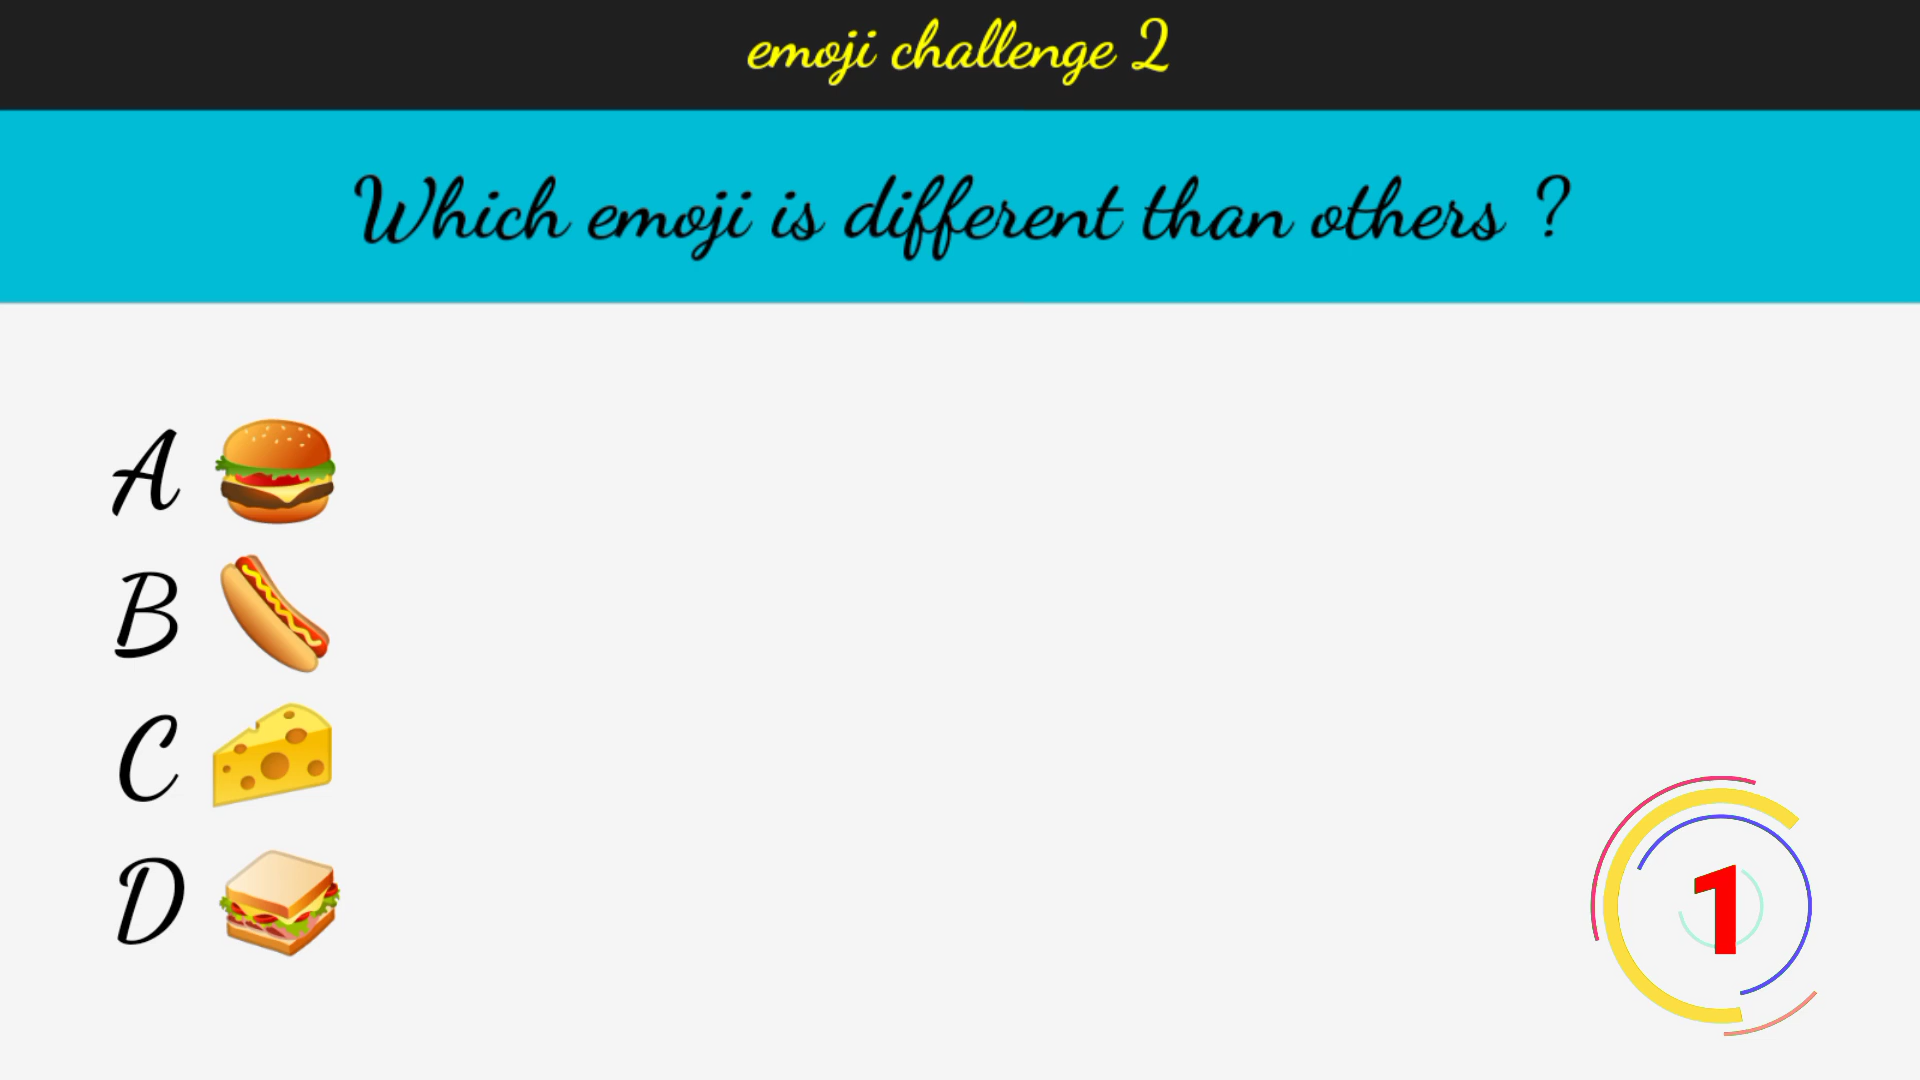 emoji challenge 2
Which emoji is different than others ?
A
B
C
D
1